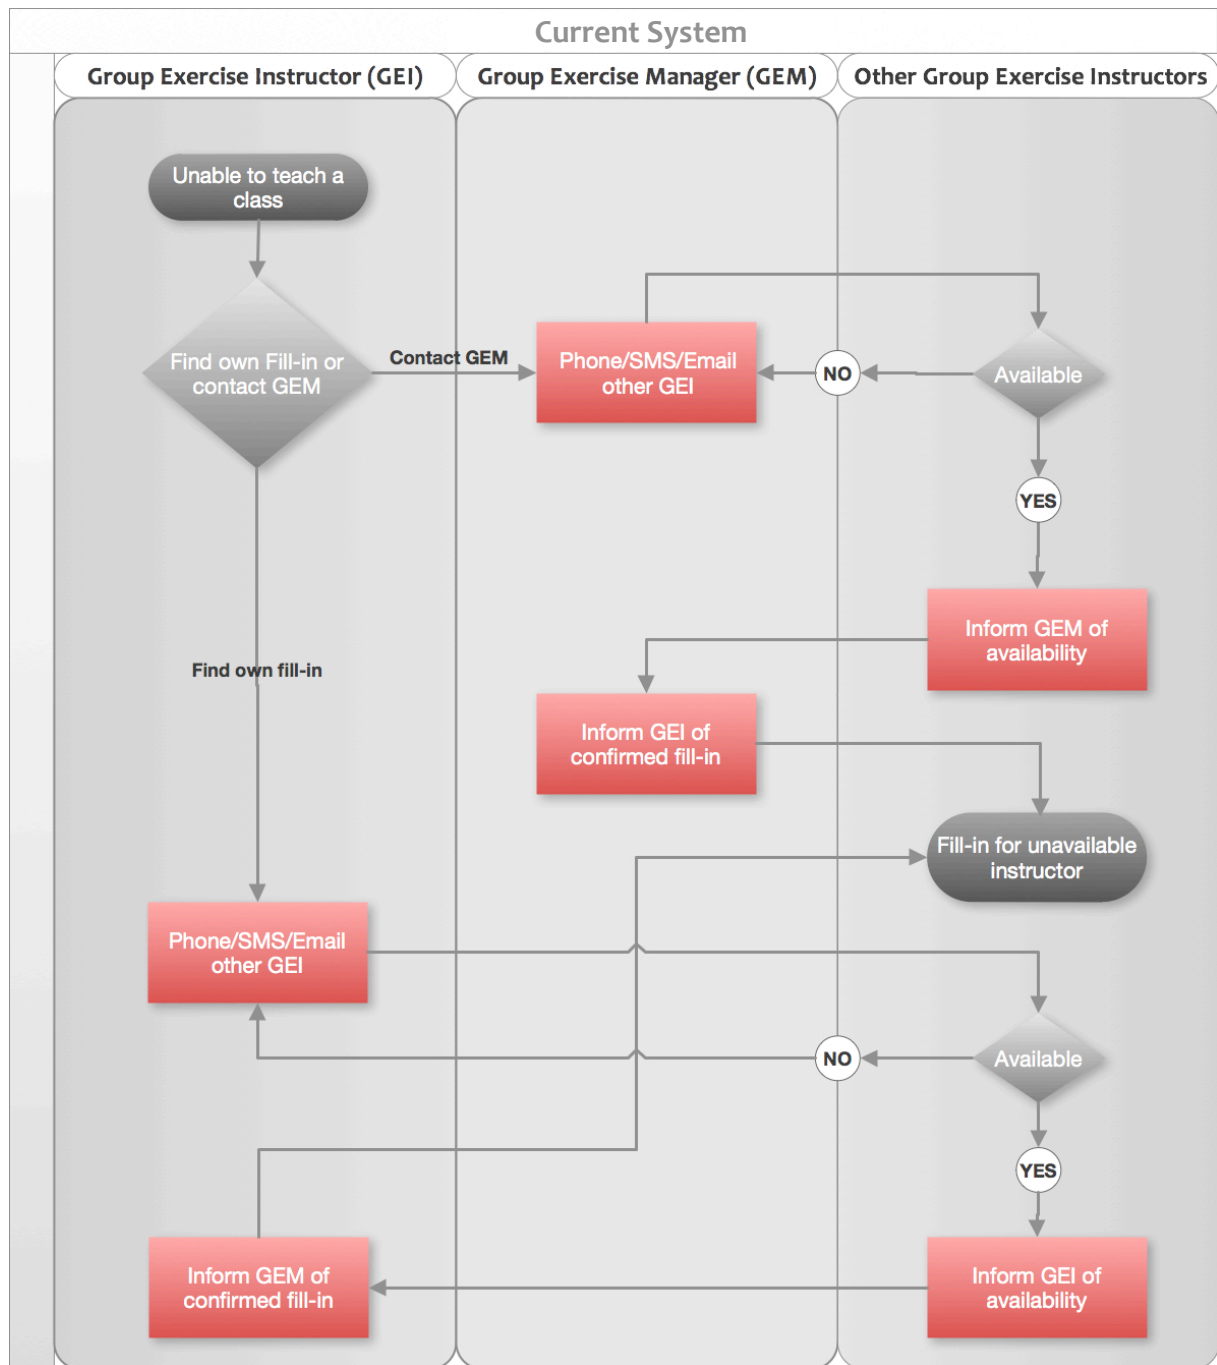 Current System
Group Exercise Instructor (GEI)
Group Exercise Manager (GEM)
Other Group Exercise Instructors
Unable to teach a
class
Find own Fill-in or
contact GEM
Contact GEM
Phone/SMS/Email
other GEI
NO
Available
YES
Inform GEM of
availability
Find own fill-in
Inform GEI of
confirmed fill-in
Fill-in for unavailable
instructor
Phone/SMS/Email
other GEI
NO
Available
YES
Inform GEM of
confirmed fill-in
Inform GEI of
availability